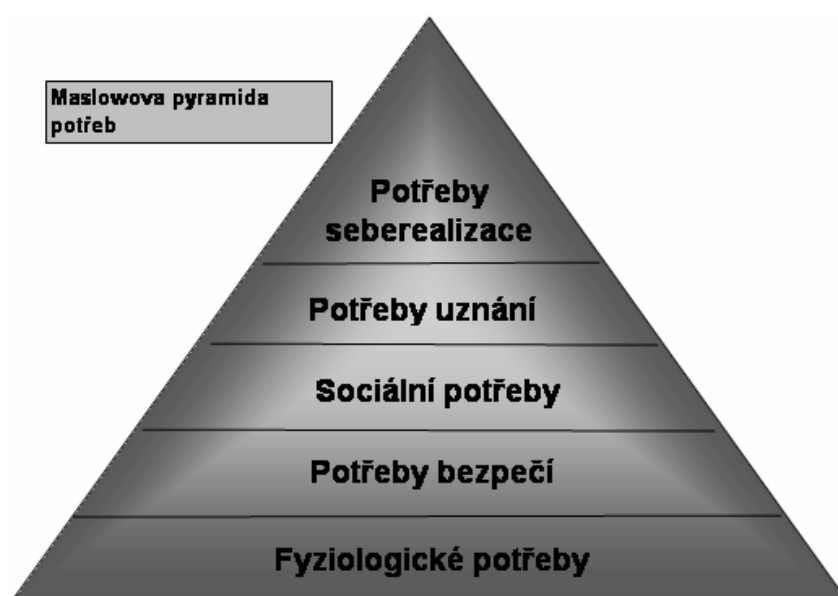 Maslowova pyramida
potřeb
Potřeby
seberealizace
Potřeby uznání
Sociální potřeby
Potřeby bezpečí
Fyziologické potřeby